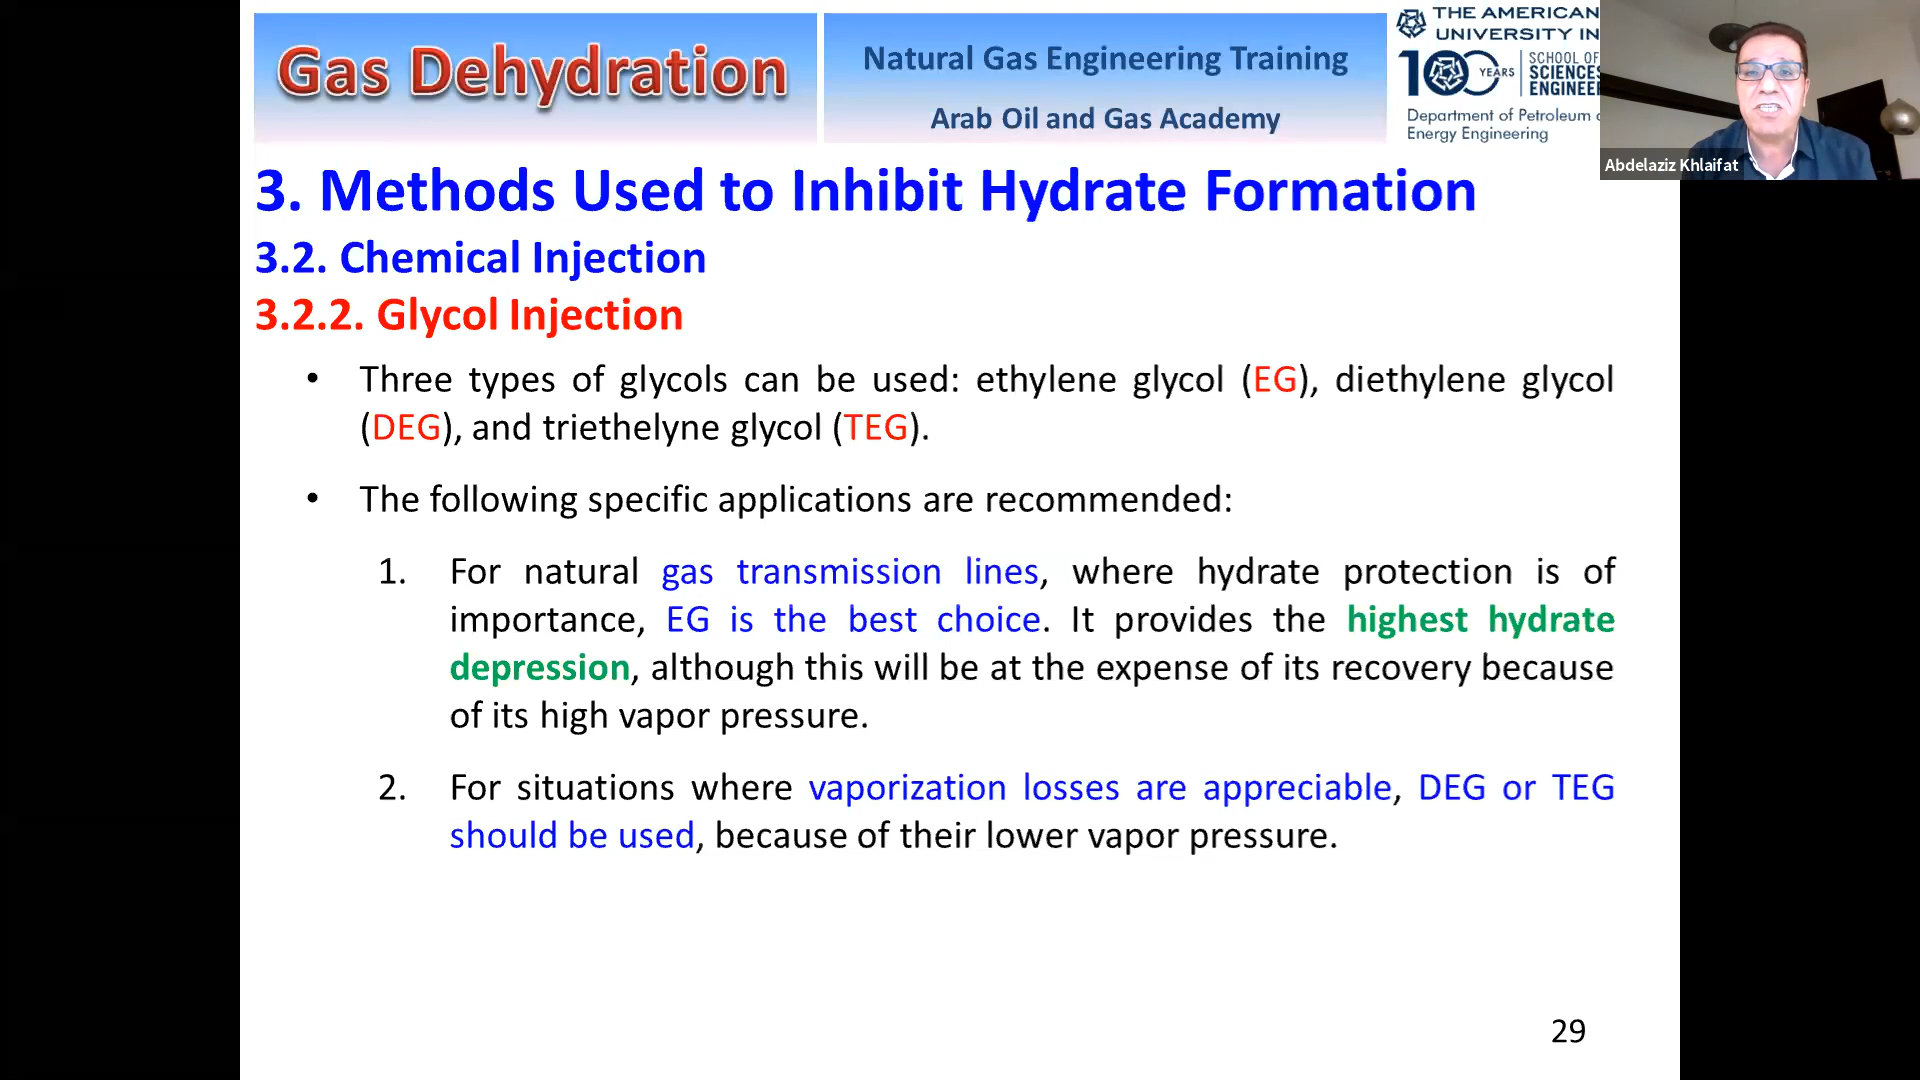 Gas Dehydration
Natural Gas Engineering Training
Arab Oil and Gas Academy
THE AMERICAN
UNIVERSITY IN
100 YEARS
SCHOOL OF
SCIENCES
ENGINEE
Department of Petroleum
Energy Engineering
Abdelaziz Khlaifat
3. Methods Used to Inhibit Hydrate Formation
3.2. Chemical Injection
3.2.2. Glycol Injection
• Three types of glycols can be used: ethylene glycol (EG), diethylene glycol
(DEG), and triethelyne glycol (TEG).
• The following specific applications are recommended:
1. For natural gas transmission lines, where hydrate protection is of
importance, EG is the best choice. It provides the highest hydrate
depression, although this will be at the expense of its recovery because
of its high vapor pressure.
2. For situations where vaporization losses are appreciable, DEG or TEG
should be used, because of their lower vapor pressure.
29